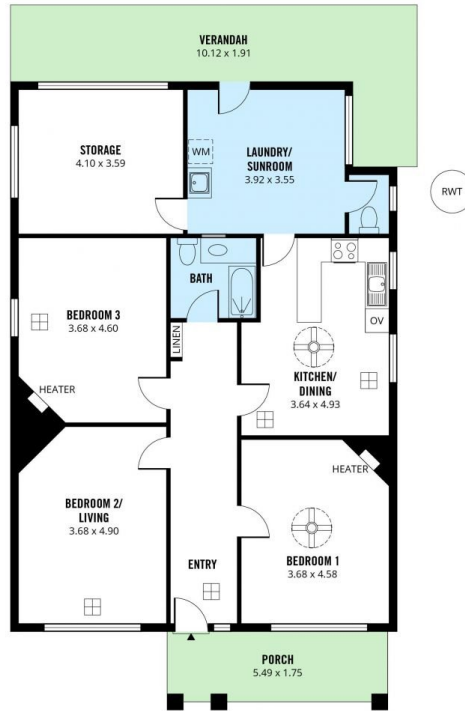 VERANDAH
10.12 x 1.91
STORAGE
4.10 x 3.59
WM
LAUNDRY/
SUNROOM
3.92 x 3.55
RWT
BATH
BEDROOM 3
3.68 x 4.60
LINEN
OV
KITCHEN/
DINING
3.64 x 4.93
HEATER
HEATER
BEDROOM 2/
LIVING
3.68 x 4.90
BEDROOM 1
3.68 x 4.58
ENTRY
PORCH
5.49 x 1.75